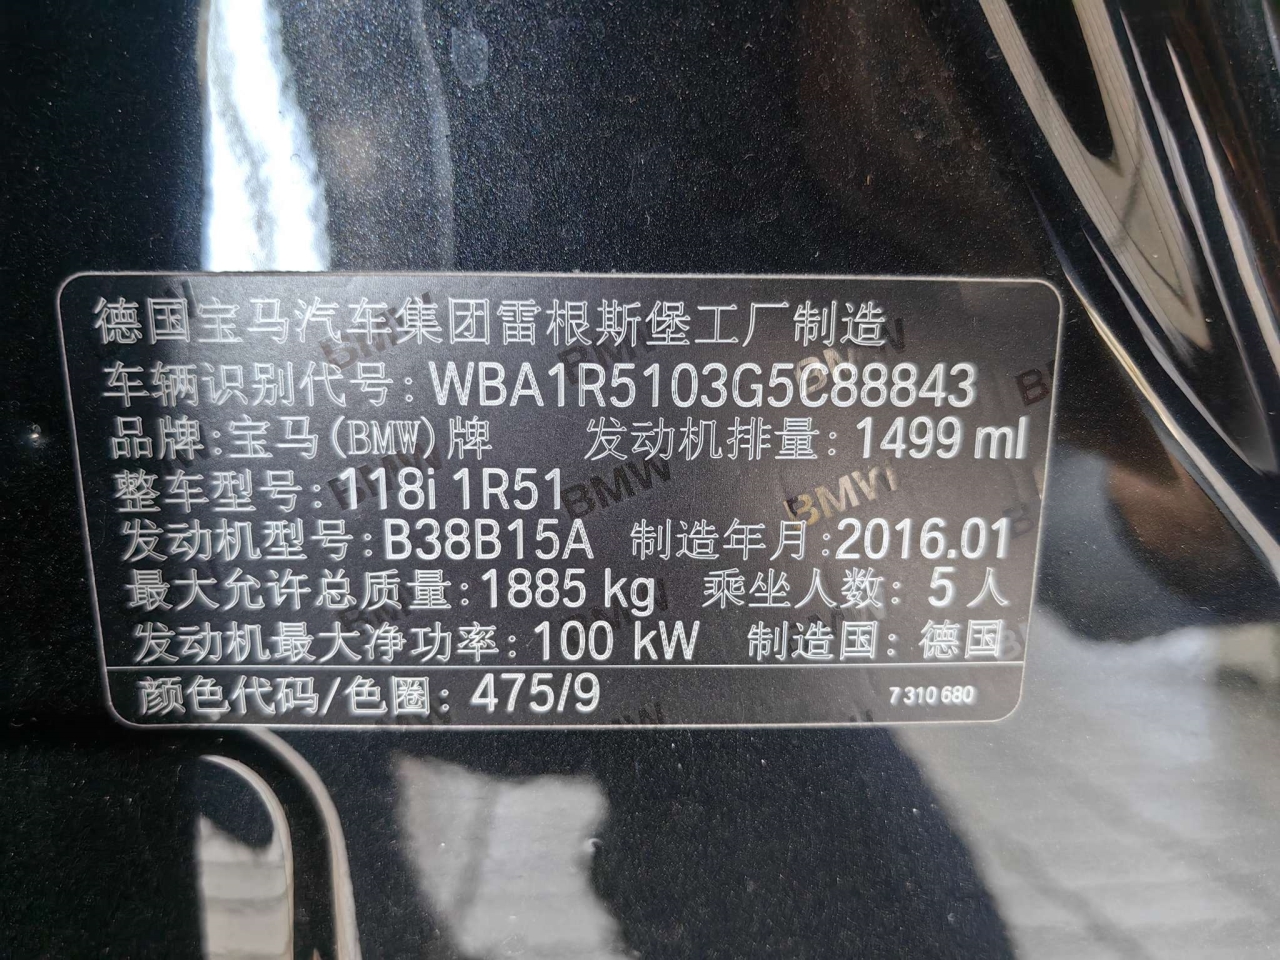 德国宝马汽车集团雷根斯堡工厂制造
车辆识别代号:WBA1R5103G5C88843
品牌:宝马(BMW)牌 发动机排量: 1499 ml
整车型号:118i 1R51
发动机型号:B38B15A 制造年月:2016.01
最大允许总质量:1885 kg 乘坐人数: 5 人
发动机最大净功率:100 kW 制造国: 德国
颜色代码/色圈: 475/9 7 310 680